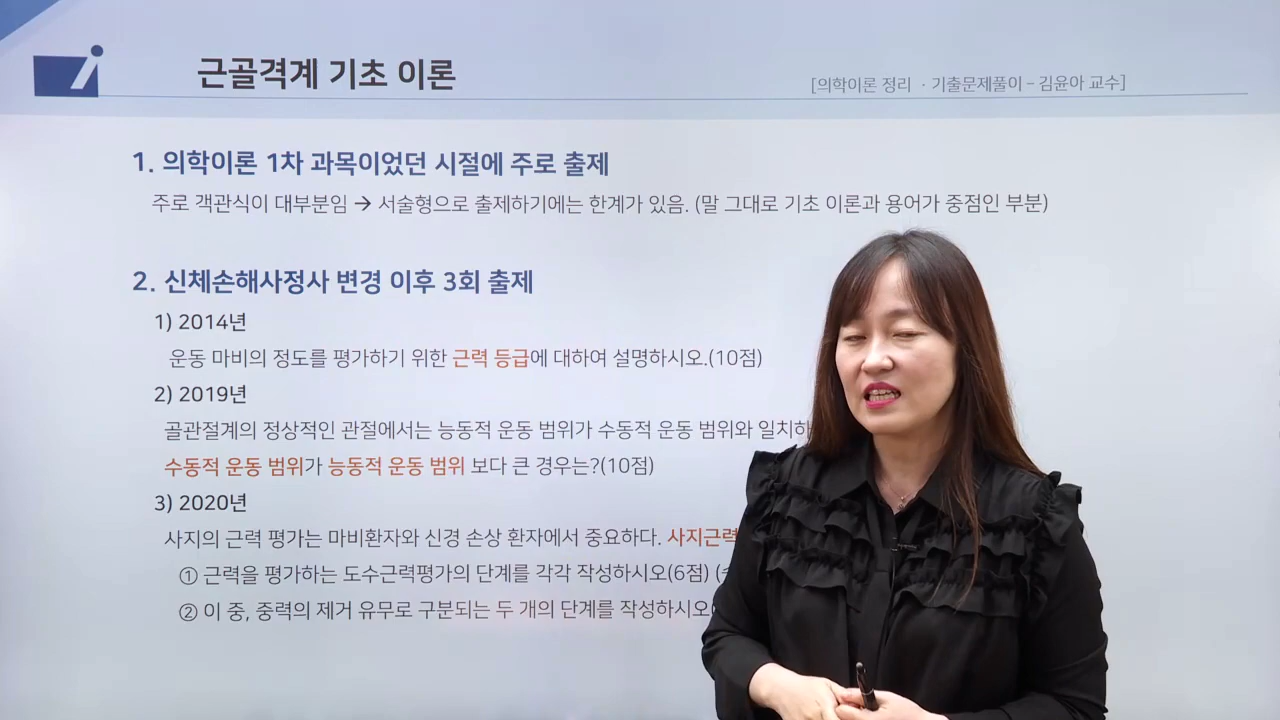 근골격계 기초 이론
[의학이론 정리 · 기출문제풀이 – 김윤아 교수]
1. 의학이론 1차 과목이었던 시절에 주로 출제
주로 객관식이 대부분임 → 서술형으로 출제하기에는 한계가 있음. (말 그대로 기초 이론과 용어가 중점인 부분)
2. 신체손해사정사 변경 이후 3회 출제
1) 2014년
운동 마비의 정도를 평가하기 위한 근력 등급에 대하여 설명하시오.(10점)
2) 2019년
골관절계의 정상적인 관절에서는 능동적 운동 범위가 수동적 운동 범위와
수동적 운동 범위가 능동적 운동 범위 보다 큰 경우는?(10점)
3) 2020년
사지의 근력 평가는 마비환자와 신경 손상 환자에서 중요하다. 사지근력
① 근력을 평가하는 도수근력평가의 단계를 각각 작성하시오(6점)
② 이 중, 중력의 제거 유무로 구분되는 두 개의 단계를 작성하시오